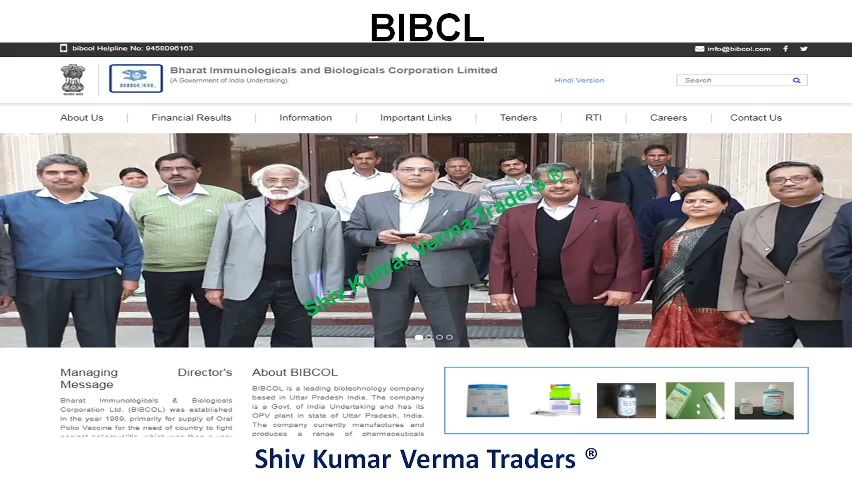 BIBCL
bibcol Helpline No: 9458096163
info@bibcol.com
Bharat Immunologicals and Biologicals Corporation Limited
(A Government of India Undertaking).
BIBCOL
Hindi Version
Search
About Us
Financial Results
Information
Important Links
Tenders
RTI
Careers
Contact Us
Shiv Kumar Verma Traders ®
Managing Director's
Message
Bharat Immunologicals & Biologicals
Corporation Ltd. (BIBCOL) was established
in the year 1989, primarily for supply of Oral
Polio Vaccine for the need of country to fight
About BIBCOL
BIBCOL is a leading biotechnology company
based in Uttar Pradesh India. The company
is a Govt. of India Undertaking and has its
OPV plant in state of Uttar Pradesh, India.
The company currently manufactures and
produces a range of pharmaceuticals
Shiv Kumar Verma Traders ®